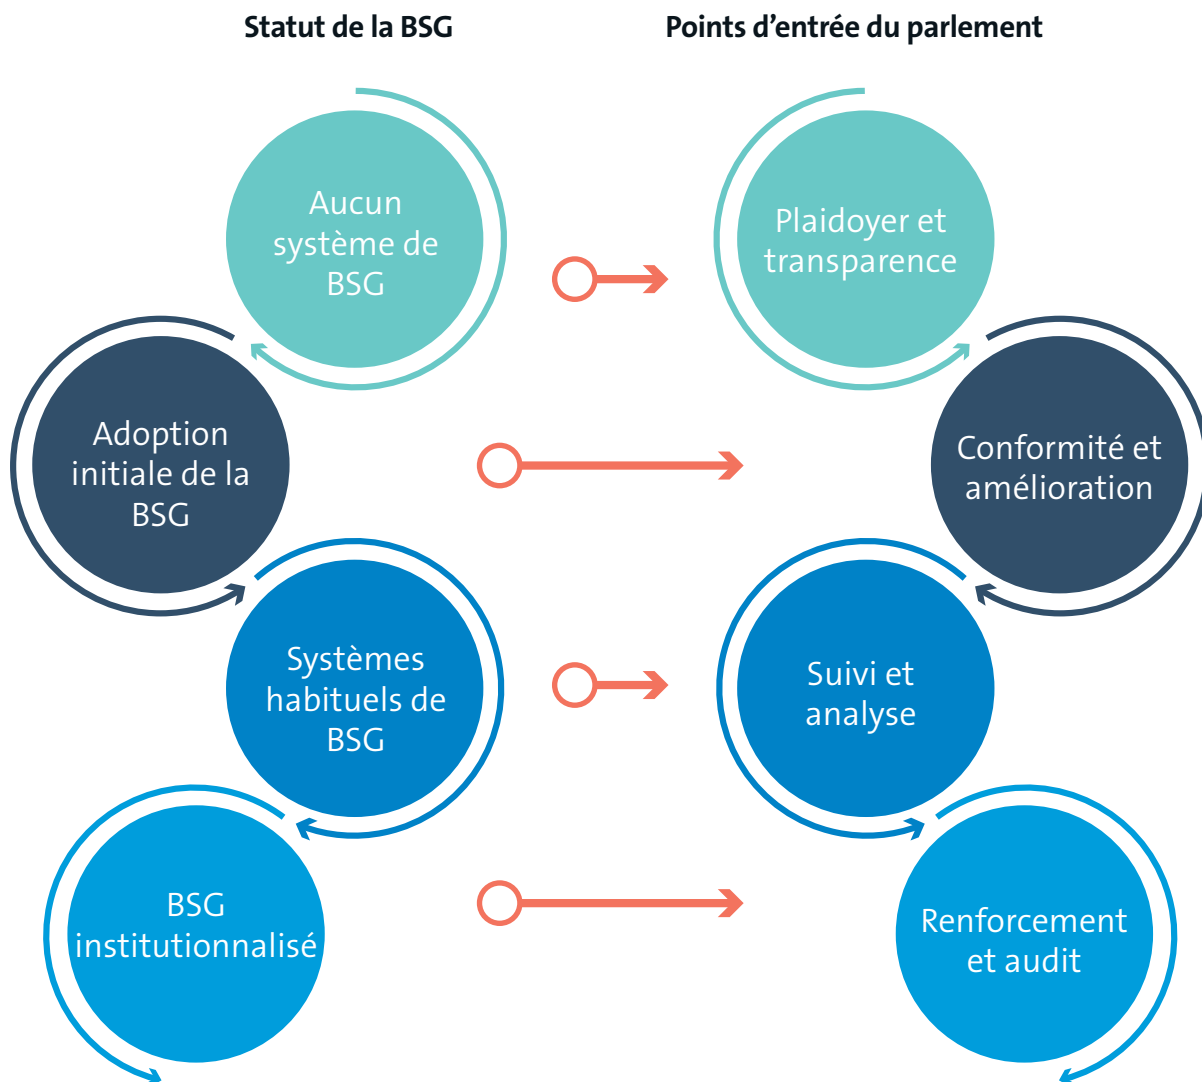 Statut de la BSG
Points d’entrée du parlement
Aucun
système de
BSG
Plaidoyer et
transparence
Adoption
initiale de la
BSG
Conformité et
amélioration
Systèmes
habituels de
BSG
Suivi et
analyse
BSG
institutionnalisé
Renforcement
et audit